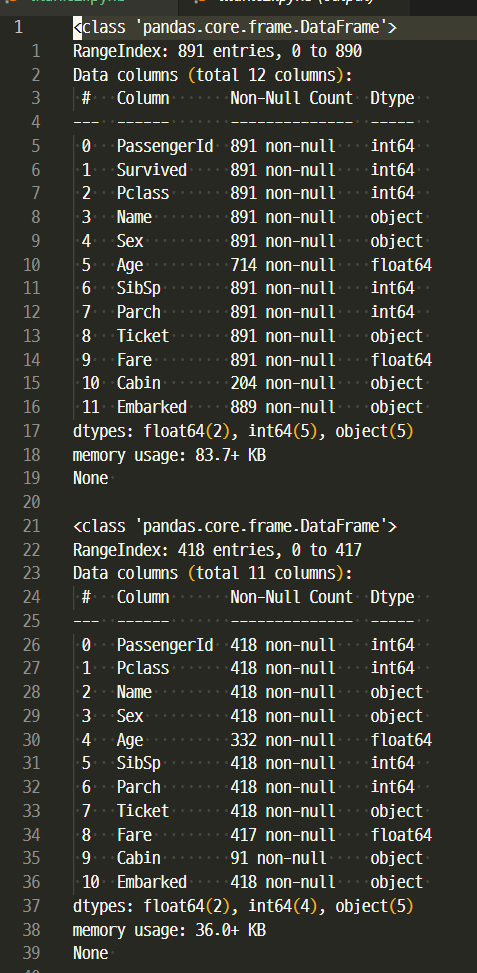 1 <class 'pandas.core.frame.DataFrame'>
1 RangeIndex: 891 entries, 0 to 890
2 Data columns (total 12 columns):
3 # Column Non-Null Count Dtype
4 --- ------ -------------- -----
5 0 PassengerId 891 non-null int64
6 1 Survived 891 non-null int64
7 2 Pclass 891 non-null int64
8 3 Name 891 non-null object
9 4 Sex 891 non-null object
10 5 Age 714 non-null float64
11 6 SibSp 891 non-null int64
12 7 Parch 891 non-null int64
13 8 Ticket 891 non-null object
14 9 Fare 891 non-null float64
15 10 Cabin 204 non-null object
16 11 Embarked 889 non-null object
17 dtypes: float64(2), int64(5), object(5)
18 memory usage: 83.7+ KB
19 None
20
21 <class 'pandas.core.frame.DataFrame'>
22 RangeIndex: 418 entries, 0 to 417
23 Data columns (total 11 columns):
24 # Column Non-Null Count Dtype
25 --- ------ -------------- -----
26 0 PassengerId 418 non-null int64
27 1 Pclass 418 non-null int64
28 2 Name 418 non-null object
29 3 Sex 418 non-null object
30 4 Age 332 non-null float64
31 5 SibSp 418 non-null int64
32 6 Parch 418 non-null int64
33 7 Ticket 418 non-null object
34 8 Fare 417 non-null float64
35 9 Cabin 91 non-null object
36 10 Embarked 418 non-null object
37 dtypes: float64(2), int64(4), object(5)
38 memory usage: 36.0+ KB
39 None